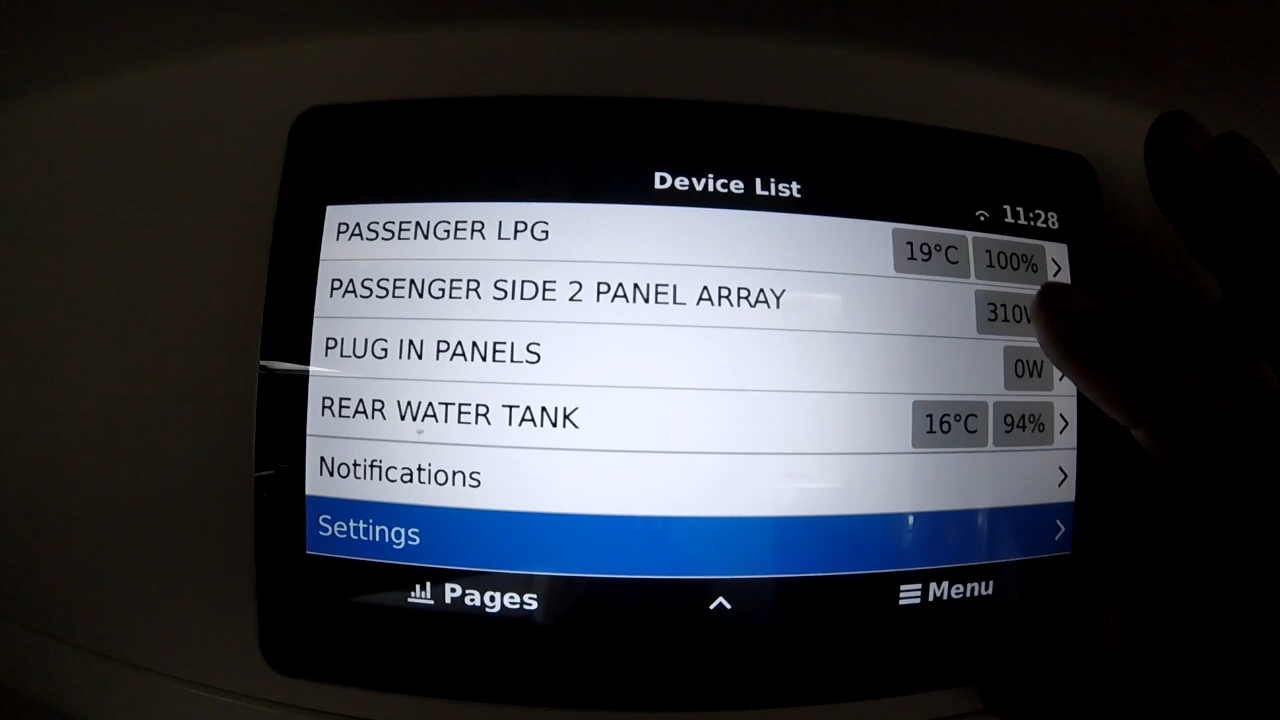 Device List
11:28
PASSENGER LPG 19°C 100%
PASSENGER SIDE 2 PANEL ARRAY
PLUG IN PANELS 0W
REAR WATER TANK 16°C 94%
Notifications
Settings
Pages Menu